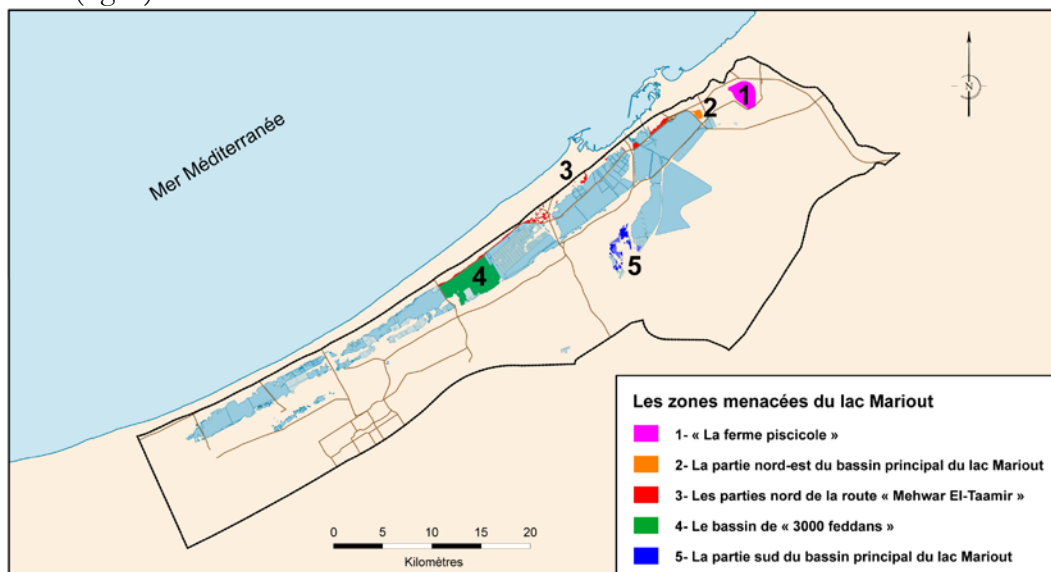 Mer Méditerranée
N
1
2
3
4
5
0 5 10 15 20
Kilomètres
Les zones menacées du lac Mariout
1- « La ferme piscicole »
2- La partie nord-est du bassin principal du lac Mariout
3- Les parties nord de la route « Mehwar El-Taamir »
4- Le bassin de « 3000 feddans »
5- La partie sud du bassin principal du lac Mariout